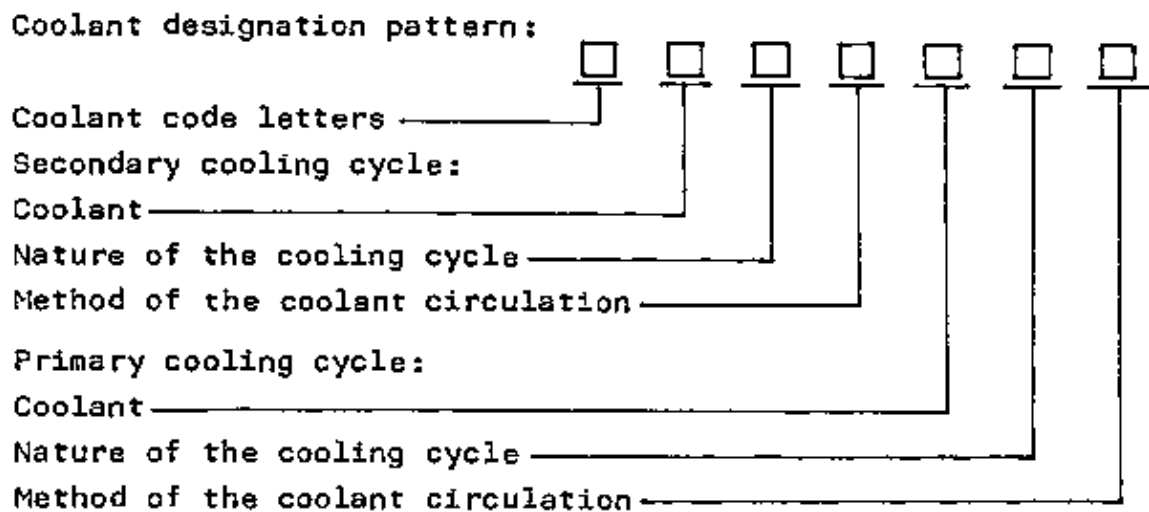 Coolant designation pattern:
Coolant code letters
Secondary cooling cycle:
Coolant
Nature of the cooling cycle
Method of the coolant circulation
Primary cooling cycle:
Coolant
Nature of the cooling cycle
Method of the coolant circulation